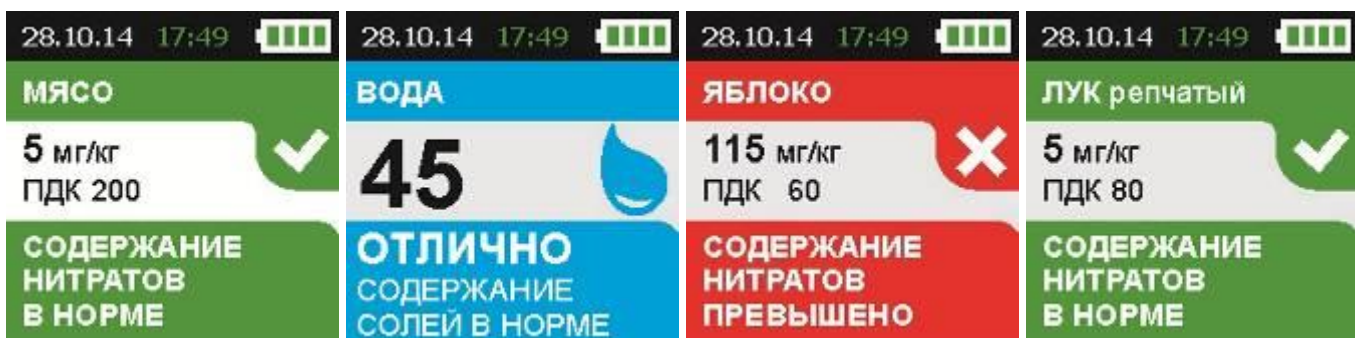 28.10.14 17:49
МЯСО
5 мг/кг
ПДК 200
СОДЕРЖАНИЕ
НИТРАТОВ
В НОРМЕ
28.10.14 17:49
ВОДА
45
ОТЛИЧНО
СОДЕРЖАНИЕ
СОЛЕЙ В НОРМЕ
28.10.14 17:49
ЯБЛОКО
115 мг/кг
ПДК 60
СОДЕРЖАНИЕ
НИТРАТОВ
ПРЕВЫШЕНО
28.10.14 17:49
ЛУК репчатый
5 мг/кг
ПДК 80
СОДЕРЖАНИЕ
НИТРАТОВ
В НОРМЕ